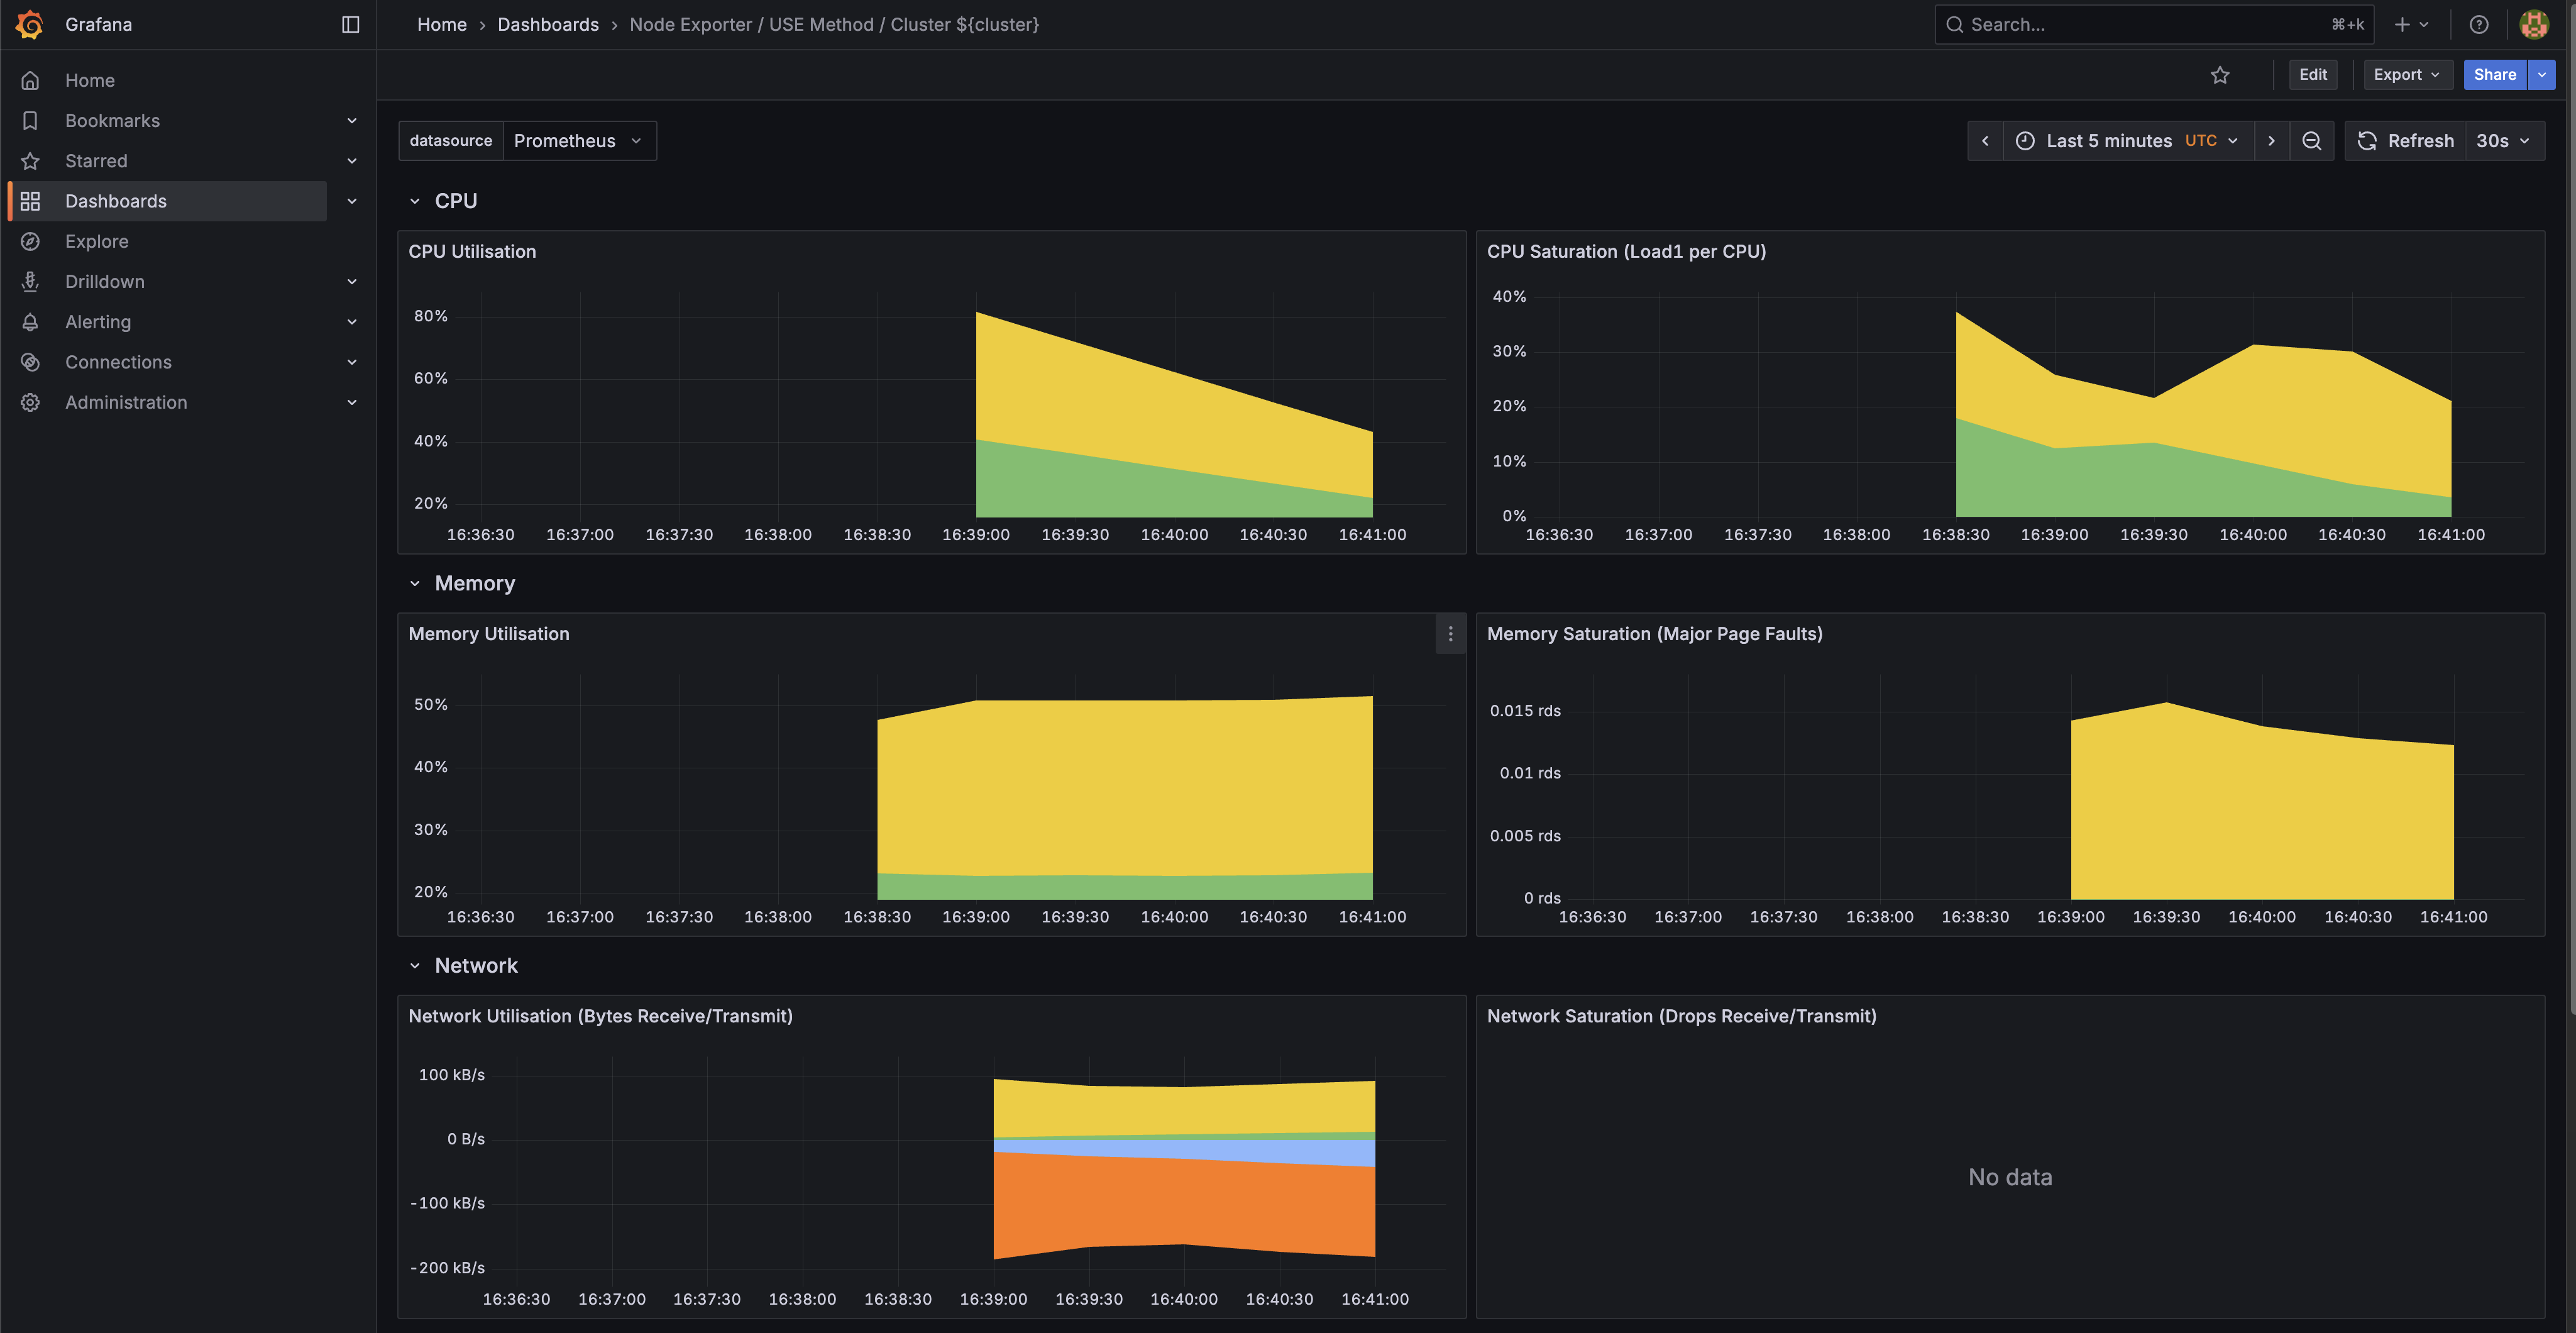 Grafana
Home › Dashboards › Node Exporter / USE Method / Cluster ${cluster}
Search... ⌘+k
Edit Export Share
Home
Bookmarks
Starred
Dashboards
Explore
Drilldown
Alerting
Connections
Administration
datasource Prometheus
Last 5 minutes UTC Refresh 30s
CPU
CPU Utilisation
80%
60%
40%
20%
16:36:30 16:37:00 16:37:30 16:38:00 16:38:30 16:39:00 16:39:30 16:40:00 16:40:30 16:41:00
CPU Saturation (Load1 per CPU)
40%
30%
20%
10%
0%
16:36:30 16:37:00 16:37:30 16:38:00 16:38:30 16:39:00 16:39:30 16:40:00 16:40:30 16:41:00
Memory
Memory Utilisation
50%
40%
30%
20%
16:36:30 16:37:00 16:37:30 16:38:00 16:38:30 16:39:00 16:39:30 16:40:00 16:40:30 16:41:00
Memory Saturation (Major Page Faults)
0.015 rds
0.01 rds
0.005 rds
0 rds
16:36:30 16:37:00 16:37:30 16:38:00 16:38:30 16:39:00 16:39:30 16:40:00 16:40:30 16:41:00
Network
Network Utilisation (Bytes Receive/Transmit)
100 kB/s
0 B/s
-100 kB/s
-200 kB/s
16:36:30 16:37:00 16:37:30 16:38:00 16:38:30 16:39:00 16:39:30 16:40:00 16:40:30 16:41:00
Network Saturation (Drops Receive/Transmit)
No data